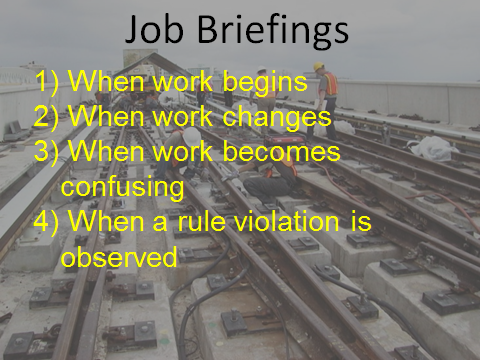 Job Briefings
1) When work begins
2) When work changes
3) When work becomes
confusing
4) When a rule violation is
observed